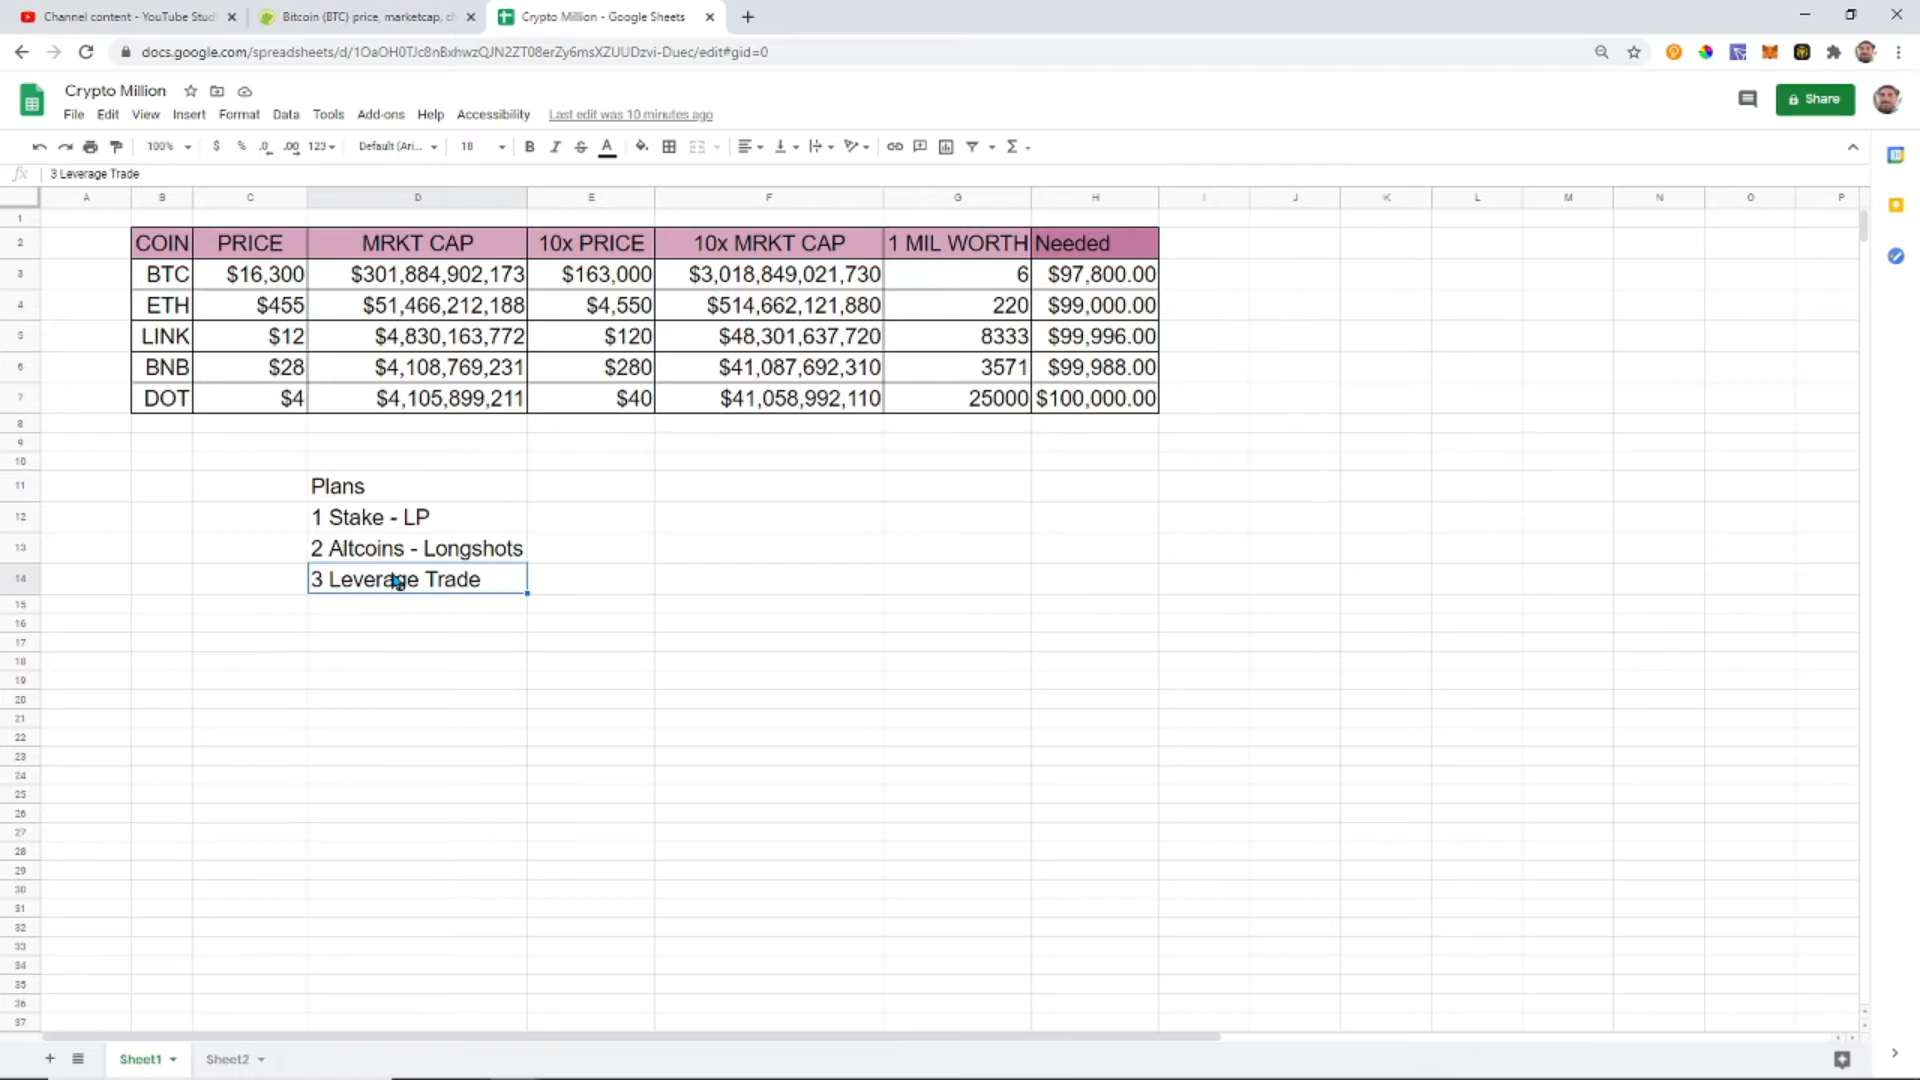 Channel content - YouTube Stud
Bitcoin (BTC) price, marketcap, ch
Crypto Million - Google Sheets
docs.google.com/spreadsheets/d/1OaOH0TJc8nBxhwzQJN2ZT08erZy6msXZUUDzvi-Duec/edit#gid=0
Crypto Million
File Edit View Insert Format Data Tools Add-ons Help Accessibility Last edit was 10 minutes ago
Share
100% $ % .0 .00 123 Default (Ari... 18 B I S A
fx 3 Leverage Trade
A B C D E F G H I J K L M N O P
1
2 COIN PRICE MRKT CAP 10x PRICE 10x MRKT CAP 1 MIL WORTH Needed
3 BTC $16,300 $301,884,902,173 $163,000 $3,018,849,021,730 6 $97,800.00
4 ETH $455 $51,466,212,188 $4,550 $514,662,121,880 220 $99,000.00
5 LINK $12 $4,830,163,772 $120 $48,301,637,720 8333 $99,996.00
6 BNB $28 $4,108,769,231 $280 $41,087,692,310 3571 $99,988.00
7 DOT $4 $4,105,899,211 $40 $41,058,992,110 25000 $100,000.00
8
9
10
11 Plans
12 1 Stake - LP
13 2 Altcoins - Longshots
14 3 Leverage Trade
15
16
17
18
19
20
21
22
23
24
25
26
27
28
29
30
31
32
33
34
35
36
37
Sheet1 Sheet2